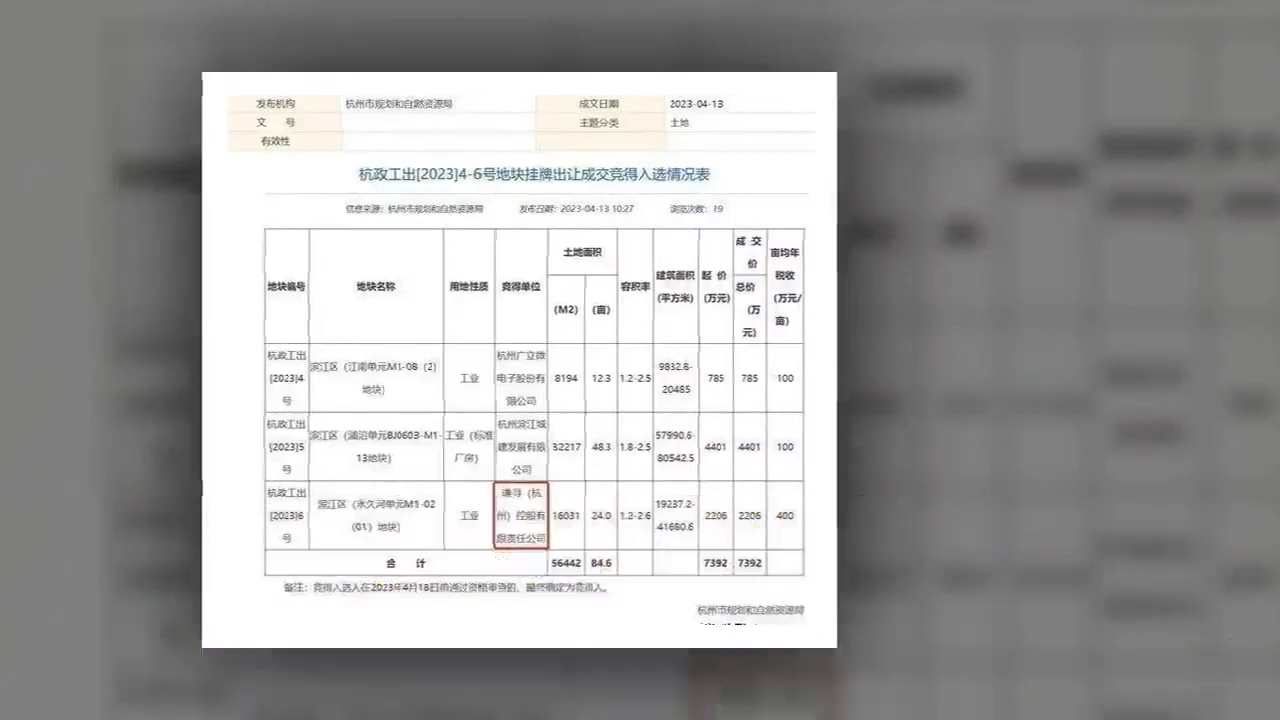 发布机构 杭州市规划和自然资源局 成文日期 2023-04-13
文 号 主题分类 土地
有效性
杭政工出[2023]4-6号地块挂牌出让成交竞得入选情况表
信息来源：杭州市规划和自然资源局 发布日期：2023-04-13 10:27 浏览次数：19
地块编号 地块名称 用地性质 竞得单位 土地面积 容积率 建筑面积(平方米) 起 价(万元) 成 交价 亩均年税收（万元/亩）
（M2） （亩） 总价（万元）
杭政工出[2023]4号 滨江区（江南单元M1-08（2）地块） 工业 杭州广立微电子股份有限公司 8194 12.3 1.2-2.5 9832.8-20485 785 785 100
杭政工出[2023]5号 滨江区（浦沿单元BJ0603-M1-13地块） 工业（标准厂房） 杭州滨江城建发展有限公司 32217 48.3 1.8-2.5 57990.6-80542.5 4401 4401 100
杭政工出[2023]6号 滨江区（永久河单元M1-02（01）地块） 工业 谦寻（杭州）控股有限责任公司 16031 24.0 1.2-2.6 19237.2-41680.6 2206 2206 400
合 计 56442 84.6 7392 7392
备注：竞得入选人在2023年4月18日前通过资格审查的，最终确定为竞得人。
杭州市规划和自然资源局